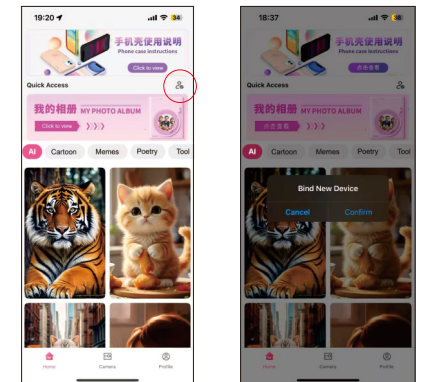 19:20
34
手机壳使用说明
Phone case instructions
Click to view
Quick Access
我的相册 MY PHOTO ALBUM
Click to view
AI Cartoon Memes Poetry Tool
Home Camera Profile
18:37
手机壳使用说明
Phone case instructions
点击查看
Quick Access
我的相册 MY PHOTO ALBUM
点击查看
AI Cartoon Memes Poetry Tool
Bind New Device
Cancel Confirm
Home Camera Profile